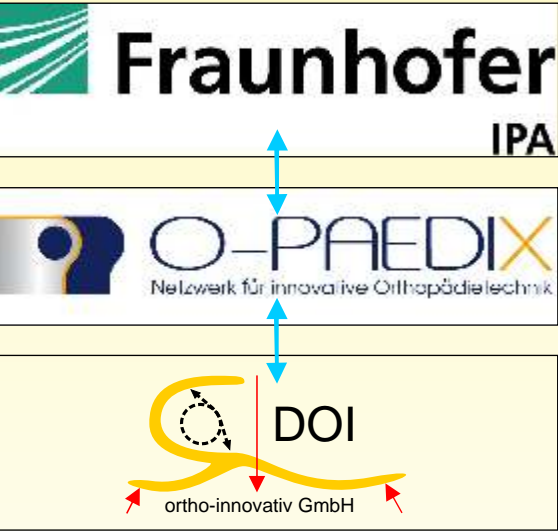 Fraunhofer
IPA
O-PAEDIX
Netzwerk für innovative Orthopädietechnik
DOI
ortho-innovativ GmbH